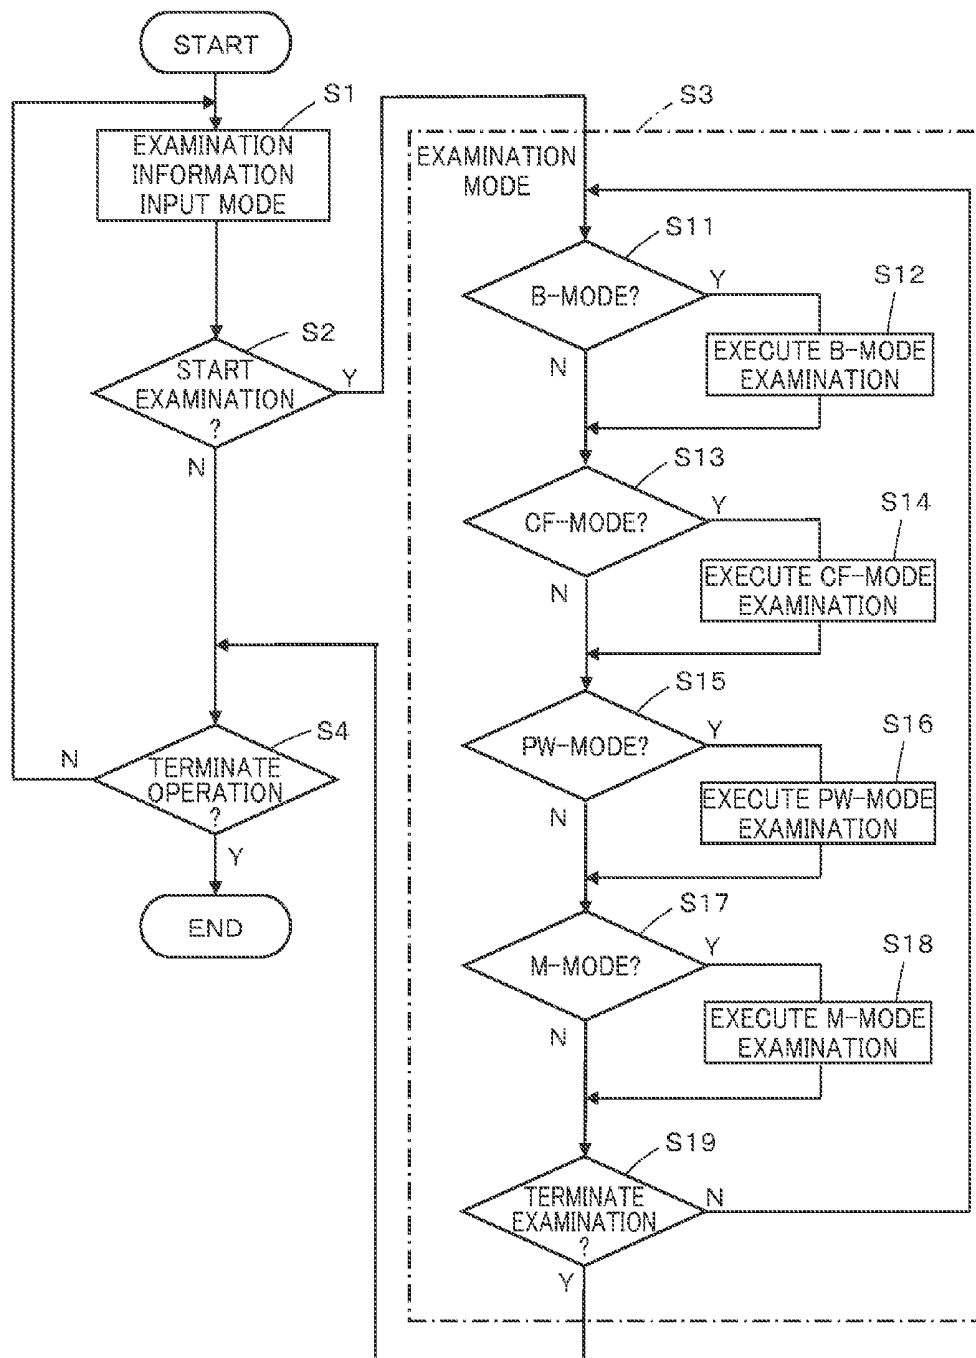 START
S1
EXAMINATION
INFORMATION
INPUT MODE
S2
START
EXAMINATION
?
Y
N
S4
TERMINATE
OPERATION
?
N
Y
END
S3
EXAMINATION
MODE
S11
B-MODE?
Y
N
S12
EXECUTE B-MODE
EXAMINATION
S13
CF-MODE?
Y
N
S14
EXECUTE CF-MODE
EXAMINATION
S15
PW-MODE?
Y
N
S16
EXECUTE PW-MODE
EXAMINATION
S17
M-MODE?
Y
N
S18
EXECUTE M-MODE
EXAMINATION
S19
TERMINATE
EXAMINATION
?
N
Y